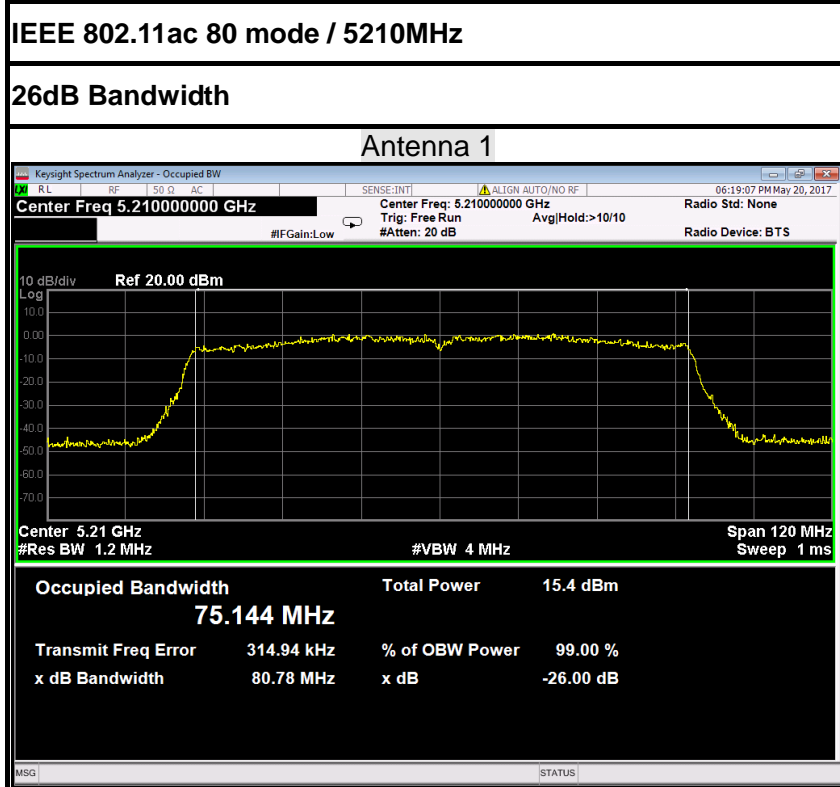 IEEE 802.11ac 80 mode / 5210MHz
26dB Bandwidth
Antenna 1
Keysight Spectrum Analyzer - Occupied BW
LXI RL RF 50 Ω AC SENSE:INT ALIGN AUTO/NO RF 06:19:07 PM May 20, 2017
Center Freq 5.210000000 GHz Center Freq: 5.210000000 GHz Radio Std: None
Trig: Free Run Avg|Hold:>10/10
#IFGain:Low #Atten: 20 dB Radio Device: BTS
10 dB/div Ref 20.00 dBm
Log
10.0
0.00
-10.0
-20.0
-30.0
-40.0
-50.0
-60.0
-70.0
Center 5.21 GHz Span 120 MHz
#Res BW 1.2 MHz #VBW 4 MHz Sweep 1 ms
Occupied Bandwidth Total Power 15.4 dBm
75.144 MHz
Transmit Freq Error 314.94 kHz % of OBW Power 99.00 %
x dB Bandwidth 80.78 MHz x dB -26.00 dB
MSG STATUS